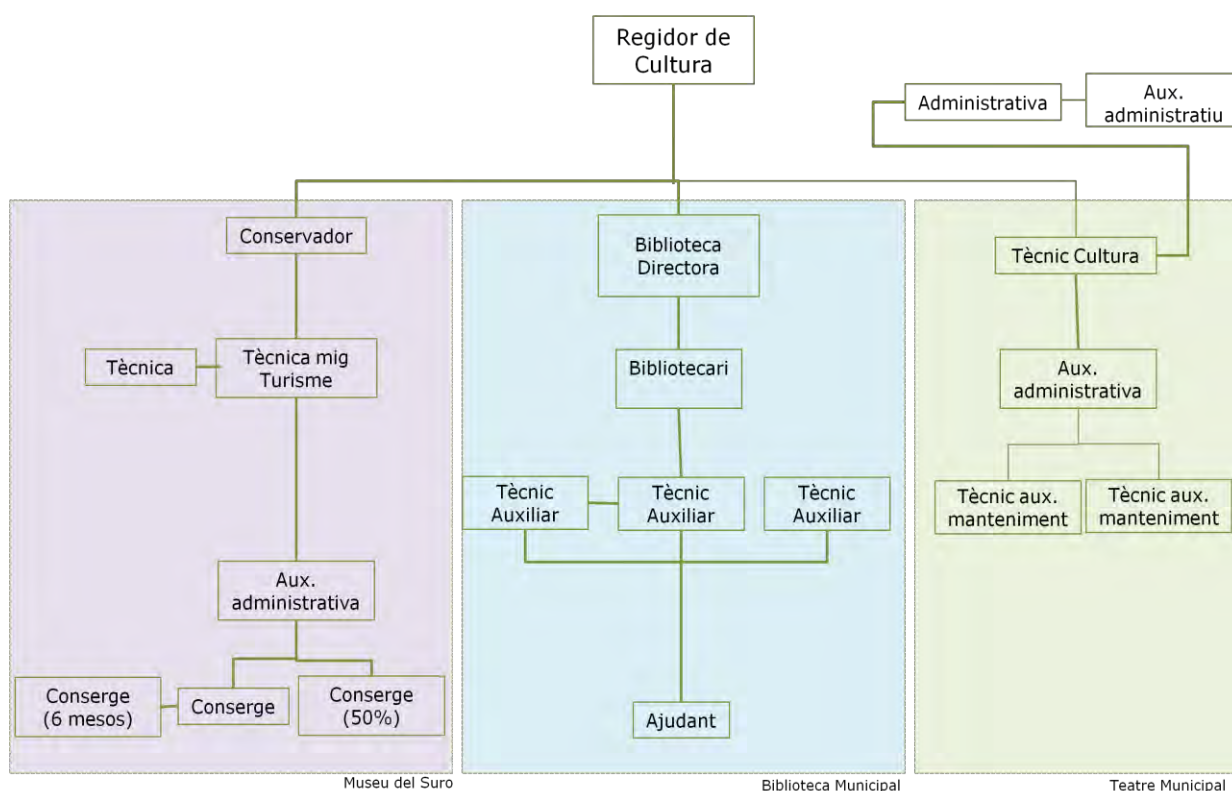 Regidor de
Cultura
Administrativa
Aux.
administratiu
Conservador
Biblioteca
Directora
Tècnic Cultura
Tècnica
Tècnica mig
Turisme
Bibliotecari
Aux.
administrativa
Tècnic
Auxiliar
Tècnic
Auxiliar
Tècnic
Auxiliar
Tècnic aux.
manteniment
Tècnic aux.
manteniment
Aux.
administrativa
Conserge
(6 mesos)
Conserge
Conserge
(50%)
Ajudant
Museu del Suro
Biblioteca Municipal
Teatre Municipal